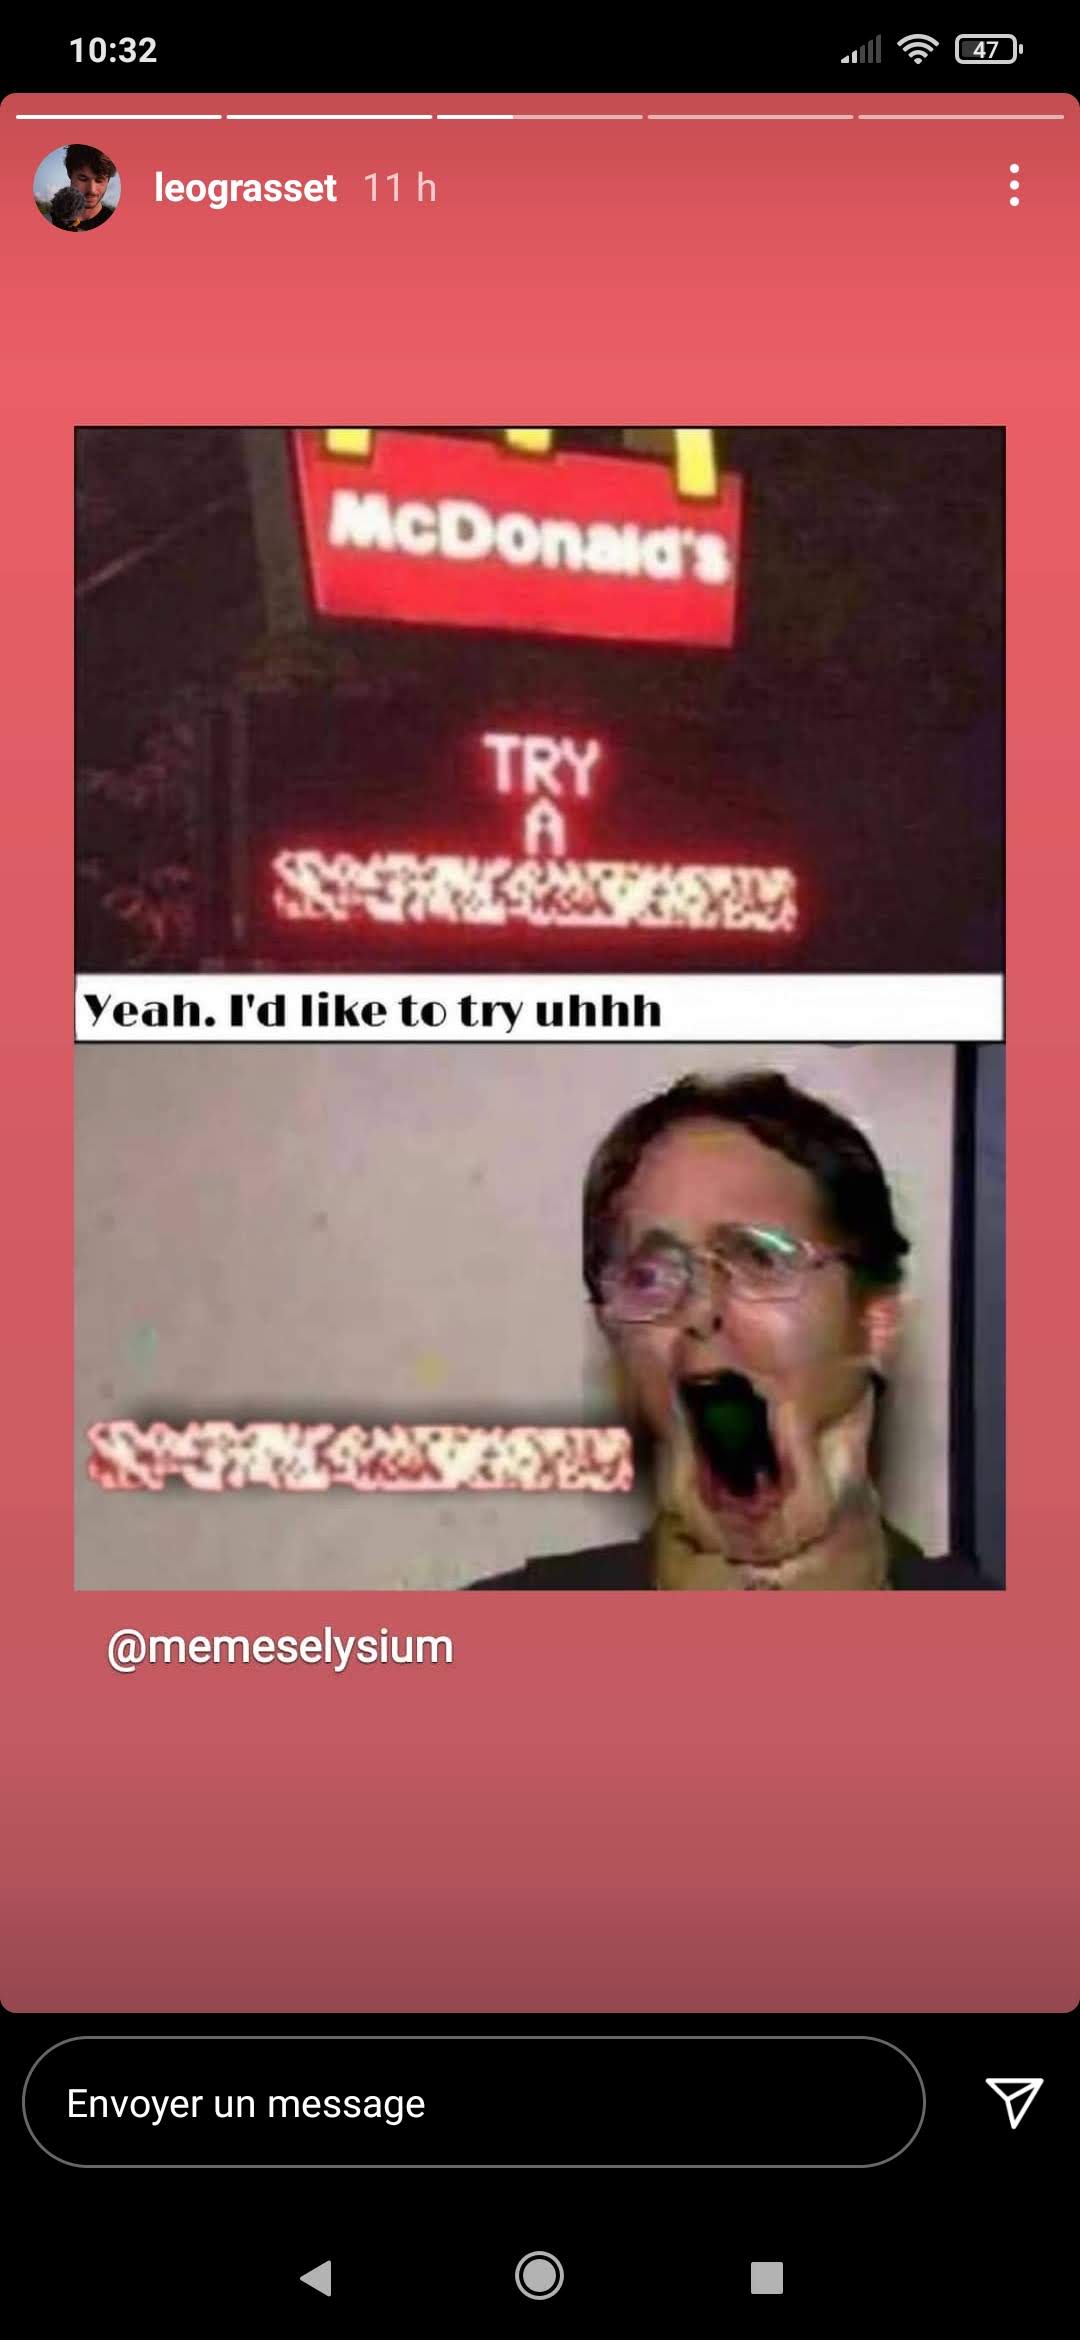 10:32
47
leograsset 11 h
McDonald's
TRY
A
Yeah. I'd like to try uhhh
@memeselysium
Envoyer un message